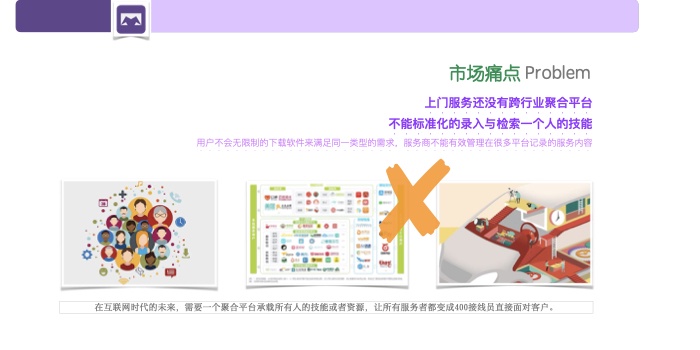 市场痛点 Problem
上门服务还没有跨行业聚合平台
不能标准化的录入与检索一个人的技能
用户不会无限制的下载软件来满足同一类型的需求，服务商不能有效管理在很多平台记录的服务内容
在互联网时代的未来，需要一个聚合平台承载所有人的技能或者资源，让所有服务者都变成400接线员直接面对客户。